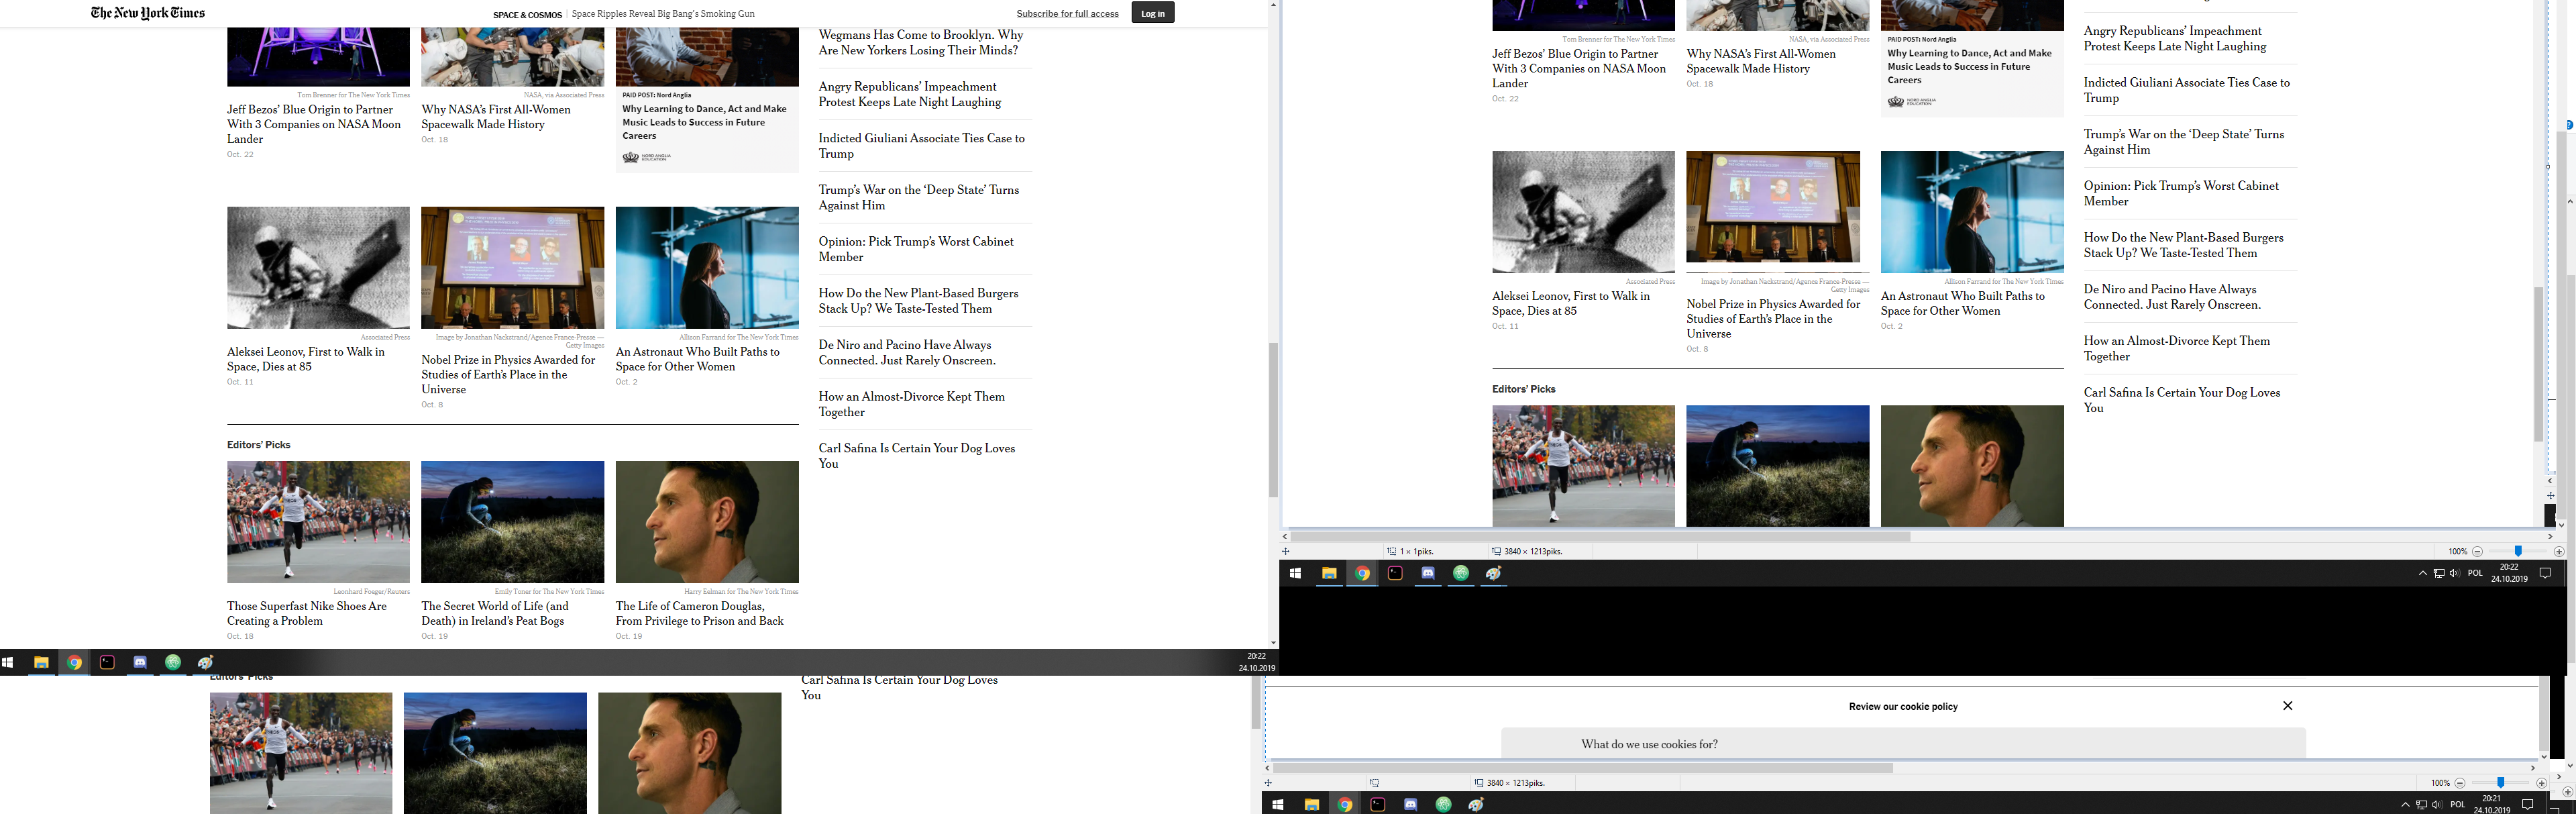 The New York Times
SPACE & COSMOS | Space Ripples Reveal Big Bang's Smoking Gun
Subscribe for full access
Log in
Tom Brenner for The New York Times
Jeff Bezos' Blue Origin to Partner
With 3 Companies on NASA Moon
Lander
Oct. 22
NASA, via Associated Press
Why NASA's First All-Women
Spacewalk Made History
Oct. 18
PAID POST: Nord Anglia
Why Learning to Dance, Act and Make
Music Leads to Success in Future
Careers
NORD ANGLIA
EDUCATION
Associated Press
Aleksei Leonov, First to Walk in
Space, Dies at 85
Oct. 11
Image by Jonathan Nackstrand/Agence France-Presse —
Getty Images
Nobel Prize in Physics Awarded for
Studies of Earth's Place in the
Universe
Oct. 8
Allison Farrand for The New York Times
An Astronaut Who Built Paths to
Space for Other Women
Oct. 2
Editors' Picks
Leonhard Foeger/Reuters
Those Superfast Nike Shoes Are
Creating a Problem
Oct. 18
Emily Toner for The New York Times
The Secret World of Life (and
Death) in Ireland's Peat Bogs
Oct. 19
Harry Eelman for The New York Times
The Life of Cameron Douglas,
From Privilege to Prison and Back
Oct. 19
Wegmans Has Come to Brooklyn. Why
Are New Yorkers Losing Their Minds?
Angry Republicans' Impeachment
Protest Keeps Late Night Laughing
Indicted Giuliani Associate Ties Case to
Trump
Trump's War on the 'Deep State' Turns
Against Him
Opinion: Pick Trump's Worst Cabinet
Member
How Do the New Plant-Based Burgers
Stack Up? We Taste-Tested Them
De Niro and Pacino Have Always
Connected. Just Rarely Onscreen.
How an Almost-Divorce Kept Them
Together
Carl Safina Is Certain Your Dog Loves
You
20:22
24.10.2019
Tom Brenner for The New York Times
Jeff Bezos' Blue Origin to Partner
With 3 Companies on NASA Moon
Lander
Oct. 22
NASA, via Associated Press
Why NASA's First All-Women
Spacewalk Made History
Oct. 18
PAID POST: Nord Anglia
Why Learning to Dance, Act and Make
Music Leads to Success in Future
Careers
NORD ANGLIA
EDUCATION
Associated Press
Aleksei Leonov, First to Walk in
Space, Dies at 85
Oct. 11
Image by Jonathan Nackstrand/Agence France-Presse —
Getty Images
Nobel Prize in Physics Awarded for
Studies of Earth's Place in the
Universe
Oct. 8
Allison Farrand for The New York Times
An Astronaut Who Built Paths to
Space for Other Women
Oct. 2
Editors' Picks
Angry Republicans' Impeachment
Protest Keeps Late Night Laughing
Indicted Giuliani Associate Ties Case to
Trump
Trump's War on the 'Deep State' Turns
Against Him
Opinion: Pick Trump's Worst Cabinet
Member
How Do the New Plant-Based Burgers
Stack Up? We Taste-Tested Them
De Niro and Pacino Have Always
Connected. Just Rarely Onscreen.
How an Almost-Divorce Kept Them
Together
Carl Safina Is Certain Your Dog Loves
You
1 × 1piks.
3840 × 1213piks.
100%
POL
20:22
24.10.2019
Editors' Picks
Carl Safina Is Certain Your Dog Loves
You
Review our cookie policy
What do we use cookies for?
3840 × 1213piks.
100%
POL
20:21
24.10.2019